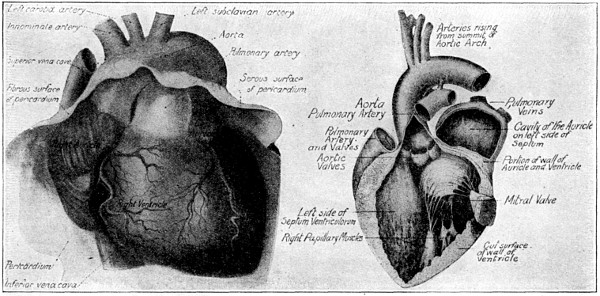 Left carotid artery
Innominate artery
Superior vena cava
Porous surface
of pericardium
Left subclavian artery
Aorta
Pulmonary artery
Serous surface
of pericardium
Right Ventricle
Pericardium
Inferior vena cava
Arteries rising
from summit of
Aortic Arch
Aorta
Pulmonary Artery
Pulmonary
Artery
and Valves
Aortic
Valves
Left side of
Septum Ventriculorum
Right Papillary Muscles
Pulmonary
Veins
Cavity of the Auricle
on left side of
Septum
Portion of wall of
Auricle and Ventricle
Mitral Valve
Cut surface
of wall of
Ventricle